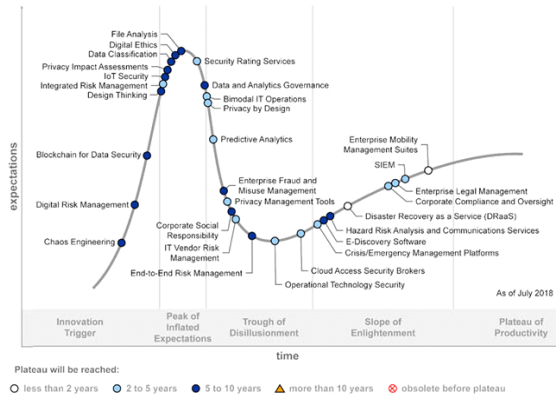 File Analysis
Digital Ethics
Data Classification
Privacy Impact Assessments
IoT Security
Integrated Risk Management
Design Thinking
Security Rating Services
Data and Analytics Governance
Bimodal IT Operations
Privacy by Design
Predictive Analytics
Blockchain for Data Security
Digital Risk Management
Chaos Engineering
Enterprise Fraud and
Misuse Management
Privacy Management Tools
Corporate Social
Responsibility
IT Vendor Risk
Management
End-to-End Risk Management
Enterprise Mobility
Management Suites
SIEM
Enterprise Legal Management
Corporate Compliance and Oversight
Disaster Recovery as a Service (DRaaS)
Hazard Risk Analysis and Communications Services
E-Discovery Software
Crisis/Emergency Management Platforms
Cloud Access Security Brokers
Operational Technology Security
As of July 2018
expectations
Innovation
Trigger
Peak of
Inflated
Expectations
Trough of
Disillusionment
Slope of
Enlightenment
Plateau of
Productivity
time
Plateau will be reached:
less than 2 years
2 to 5 years
5 to 10 years
more than 10 years
obsolete before plateau